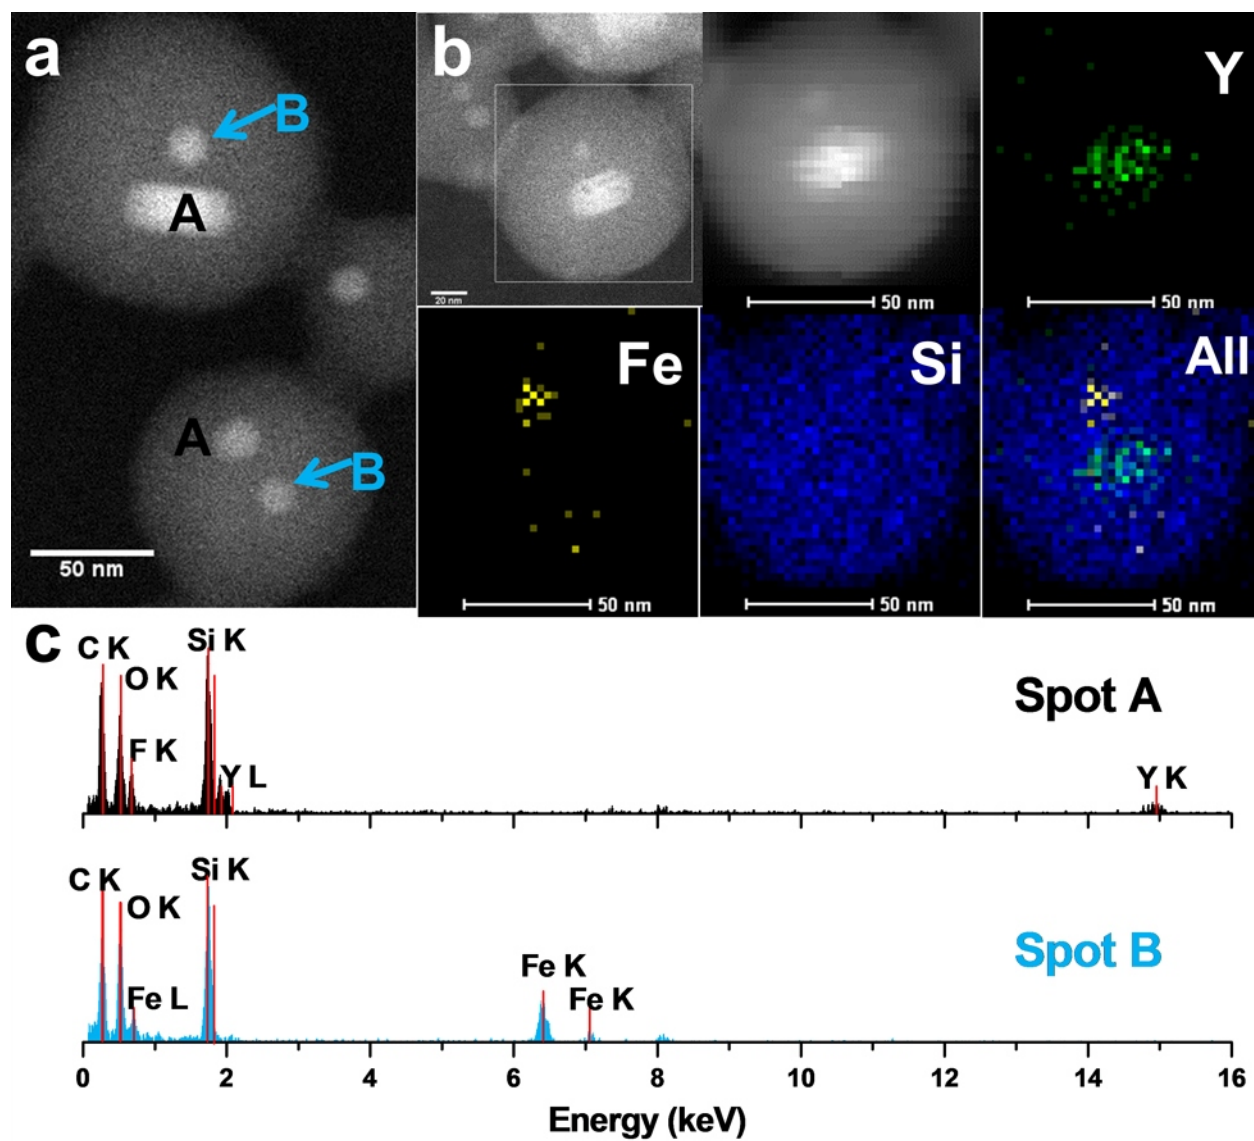 a
B
A
A
B
50 nm
b
20 nm
50 nm
Y
50 nm
Fe
50 nm
Si
50 nm
All
50 nm
c
C K
O K
F K
Si K
Y L
Y K
Spot A
C K
O K
Fe L
Si K
Fe K
Fe K
Spot B
0 2 4 6 8 10 12 14 16
Energy (keV)